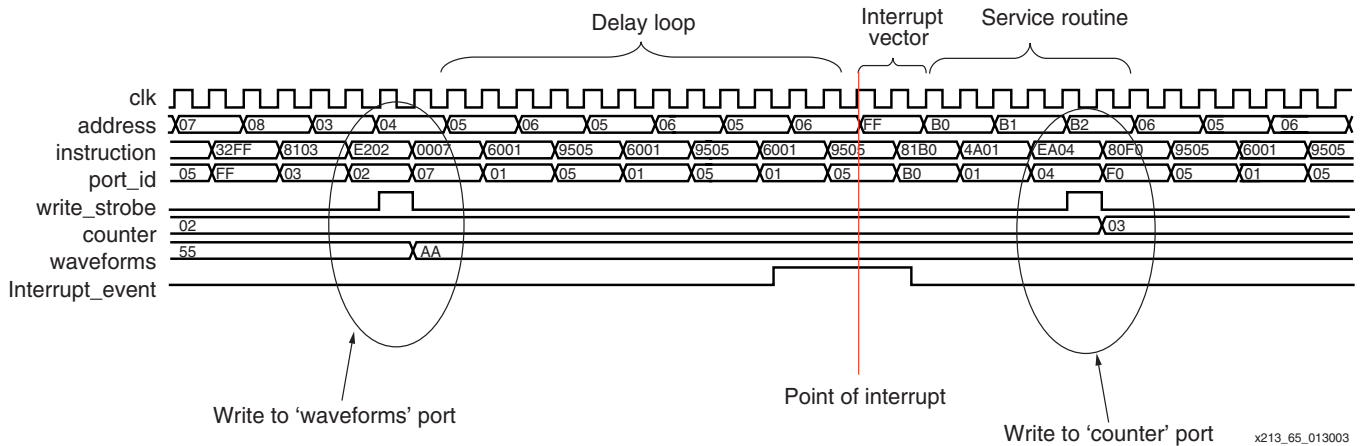 Delay loop
Interrupt
vector
Service routine
clk
address 07 08 03 04 05 06 05 06 05 06 FF B0 B1 B2 06 05 06
instruction 32FF 8103 E202 0007 6001 9505 6001 9505 6001 9505 81B0 4A01 EA04 80F0 9505 6001 9505
port_id 05 FF 03 02 07 01 05 01 05 01 05 B0 01 04 F0 05 01 05
write_strobe
counter 02 03
waveforms 55 AA
Interrupt_event
Point of interrupt
Write to ‘waveforms’ port
Write to ‘counter’ port
x213_65_013003